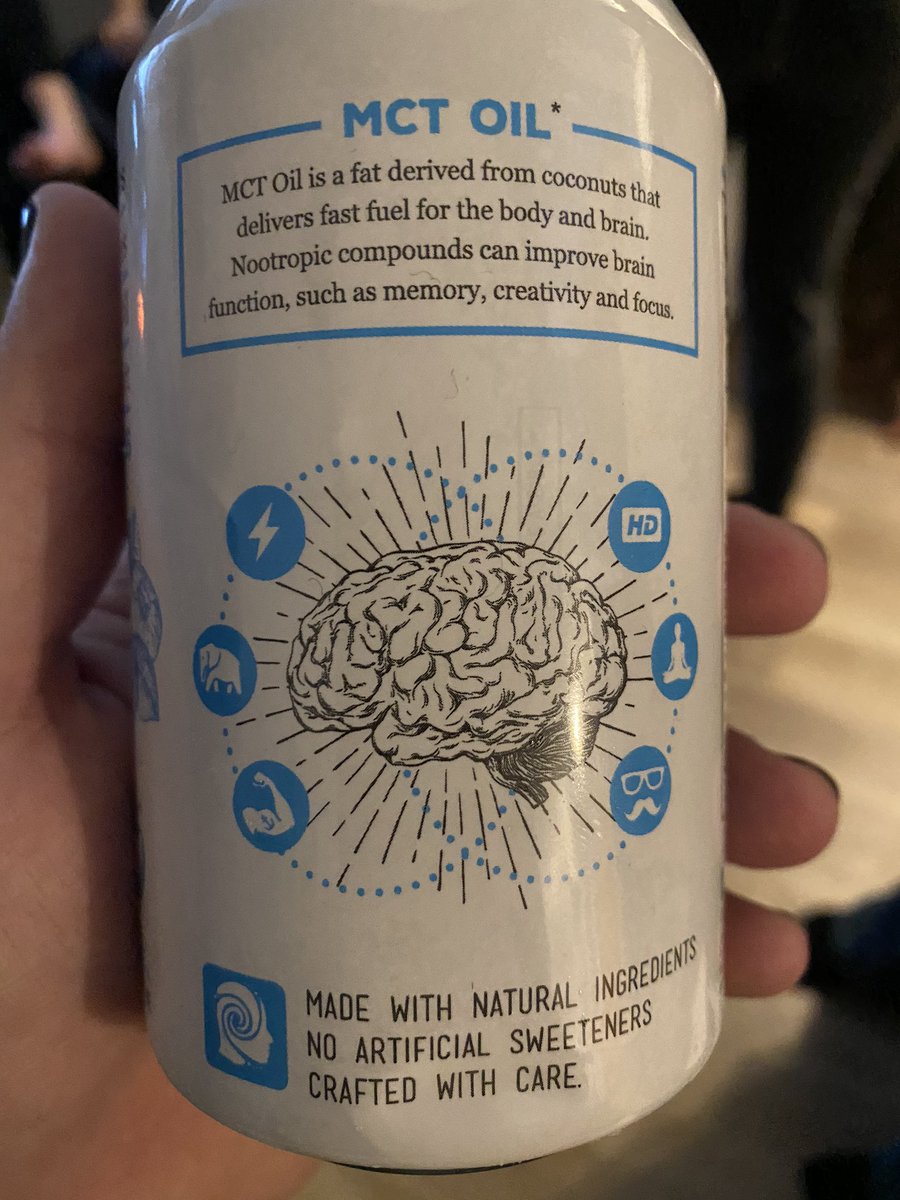 MCT OIL*
MCT Oil is a fat derived from coconuts that
delivers fast fuel for the body and brain.
Nootropic compounds can improve brain
function, such as memory, creativity and focus.
HD
MADE WITH NATURAL INGREDIENTS
NO ARTIFICIAL SWEETENERS
CRAFTED WITH CARE.